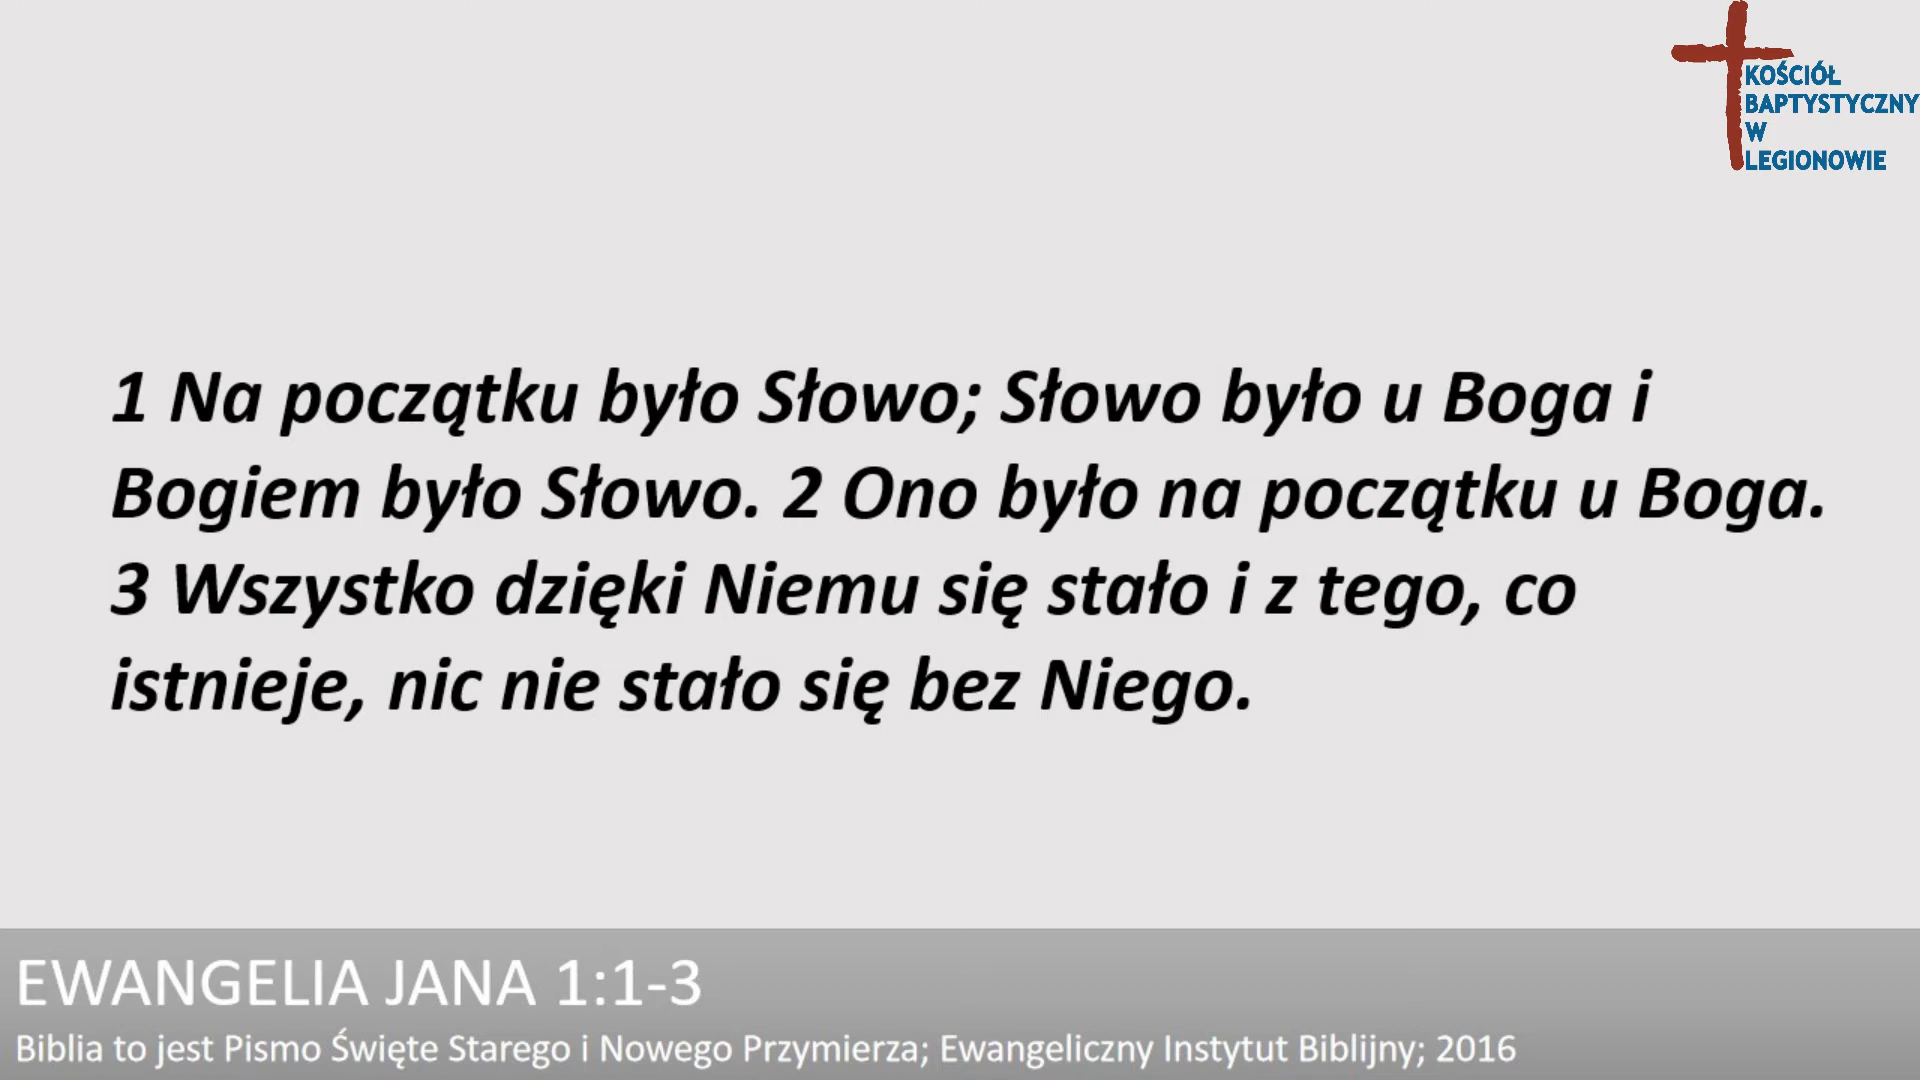 KOŚCIÓŁ
BAPTYSTYCZNY
W
LEGIONOWIE
1 Na początku było Słowo; Słowo było u Boga i
Bogiem było Słowo. 2 Ono było na początku u Boga.
3 Wszystko dzięki Niemu się stało i z tego, co
istnieje, nic nie stało się bez Niego.
EWANGELIA JANA 1:1-3
Biblia to jest Pismo Święte Starego i Nowego Przymierza; Ewangeliczny Instytut Biblijny; 2016